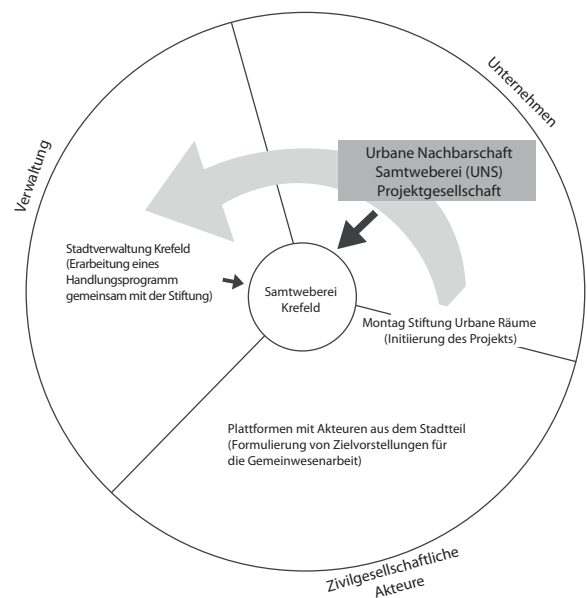 Unternehmen
Verwaltung
Urbane Nachbarschaft
Samtweberei (UNS)
Projektgesellschaft
Stadtverwaltung Krefeld
(Erarbeitung eines
Handlungsprogramm
gemeinsam mit der Stiftung)
Samtweberei
Krefeld
Montag Stiftung Urbane Räume
(Initiierung des Projekts)
Plattformen mit Akteuren aus dem Stadtteil
(Formulierung von Zielvorstellungen für
die Gemeinwesenarbeit)
Zivilgesellschaftliche
Akteure